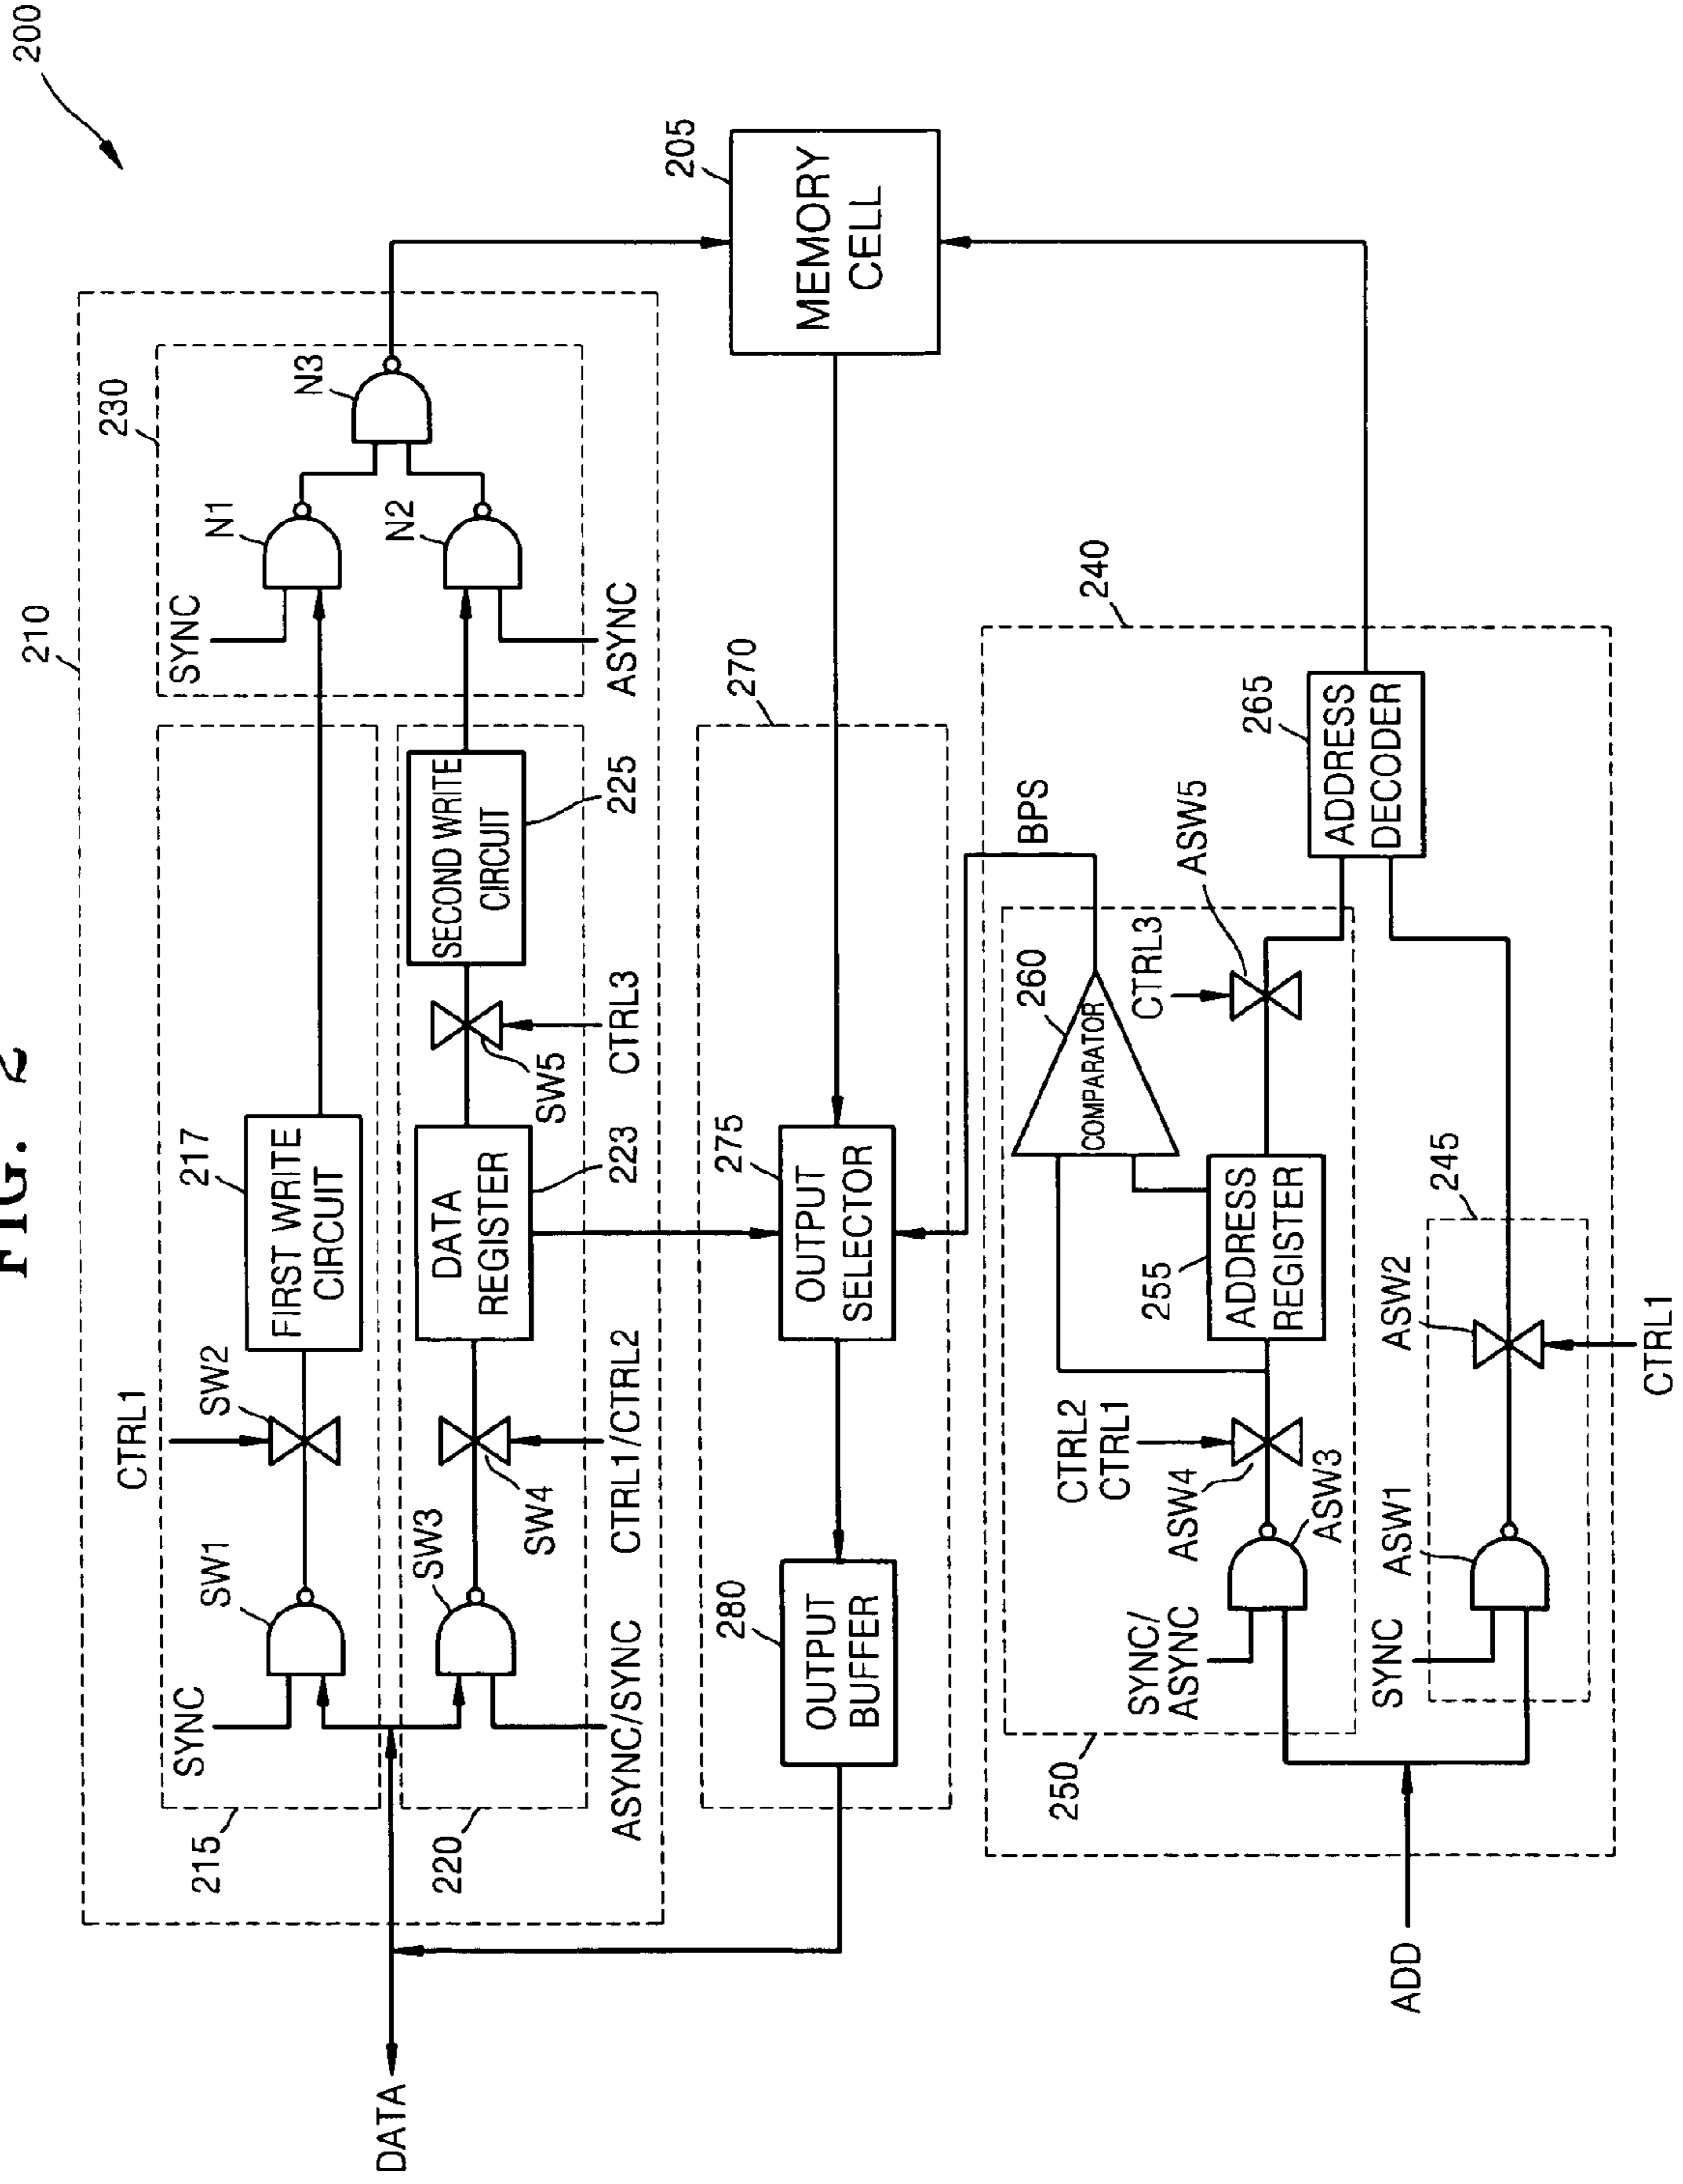 FIG. 2
200
210
215
CTRL1
SYNC
SW1
SW2
217
FIRST WRITE
CIRCUIT
SYNC
N1
230
N3
N2
ASYNC
220
SW3
ASYNC/SYNC
SW4
CTRL1/CTRL2
DATA
REGISTER
223
SW5
CTRL3
SECOND WRITE
CIRCUIT
225
DATA
205
MEMORY
CELL
270
280
OUTPUT
BUFFER
275
OUTPUT
SELECTOR
BPS
240
250
SYNC/
ASYNC
ASW3
ASW4
CTRL2
CTRL1
255
ADDRESS
REGISTER
260
COMPARATOR
CTRL3
ASW5
265
ADDRESS
DECODER
245
SYNC
ASW1
ASW2
CTRL1
ADD